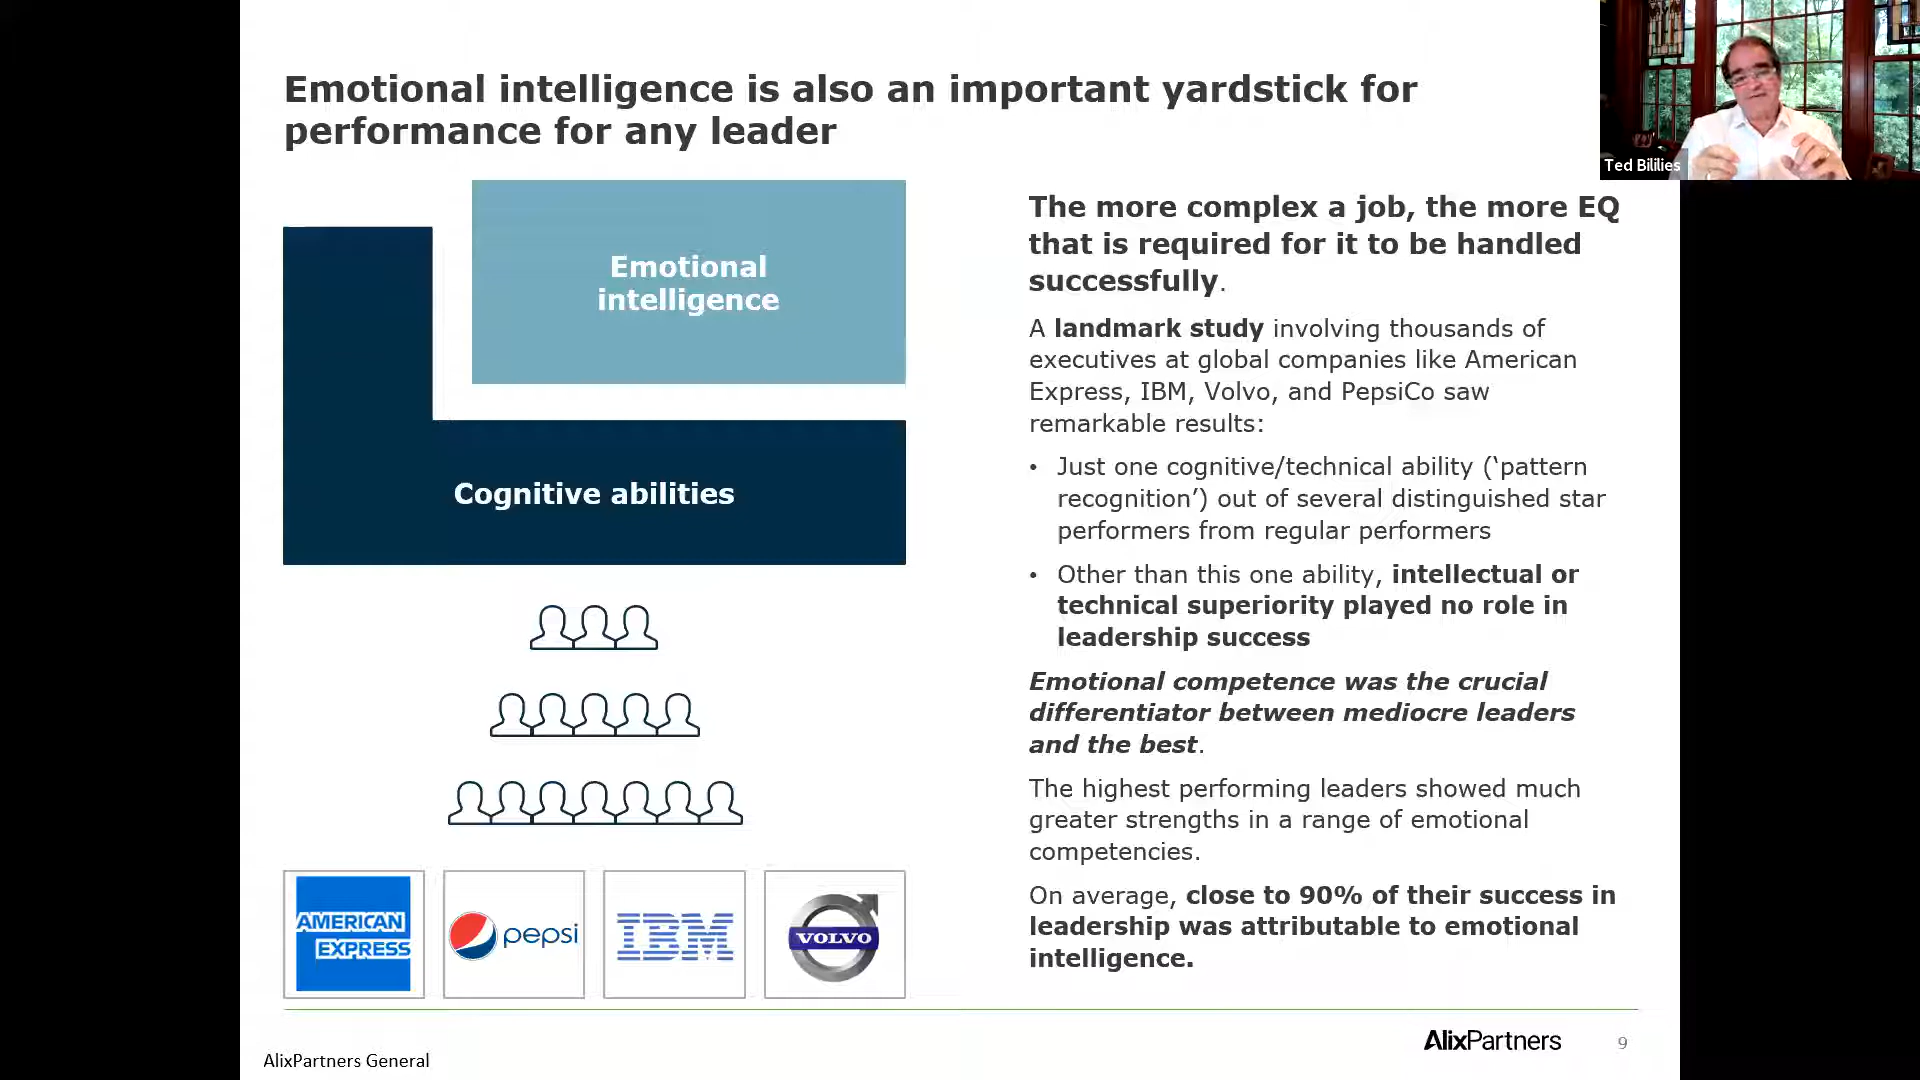 Emotional intelligence is also an important yardstick for
performance for any leader
Ted Bililies
Emotional
intelligence
Cognitive abilities
AMERICAN
EXPRESS
pepsi
IBM
VOLVO
The more complex a job, the more EQ
that is required for it to be handled
successfully.
A landmark study involving thousands of
executives at global companies like American
Express, IBM, Volvo, and PepsiCo saw
remarkable results:
• Just one cognitive/technical ability (‘pattern
recognition’) out of several distinguished star
performers from regular performers
• Other than this one ability, intellectual or
technical superiority played no role in
leadership success
Emotional competence was the crucial
differentiator between mediocre leaders
and the best.
The highest performing leaders showed much
greater strengths in a range of emotional
competencies.
On average, close to 90% of their success in
leadership was attributable to emotional
intelligence.
AlixPartners General
AlixPartners
9